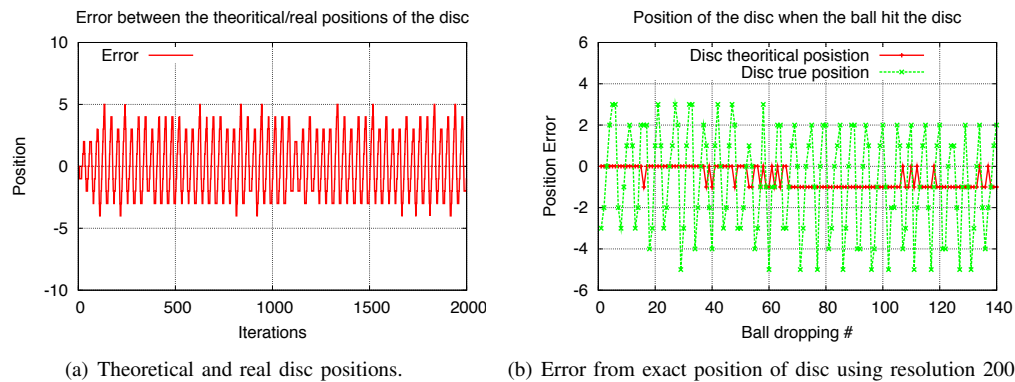 Error between the theoritical/real positions of the disc
10
5
0
-5
-10
Position
Error
0
500
1000
1500
2000
Iterations
(a) Theoretical and real disc positions.
Position of the disc when the ball hit the disc
6
4
2
0
-2
-4
-6
Position Error
Disc theoritical posistion
Disc true position
0
20
40
60
80
100
120
140
Ball dropping #
(b) Error from exact position of disc using resolution 200